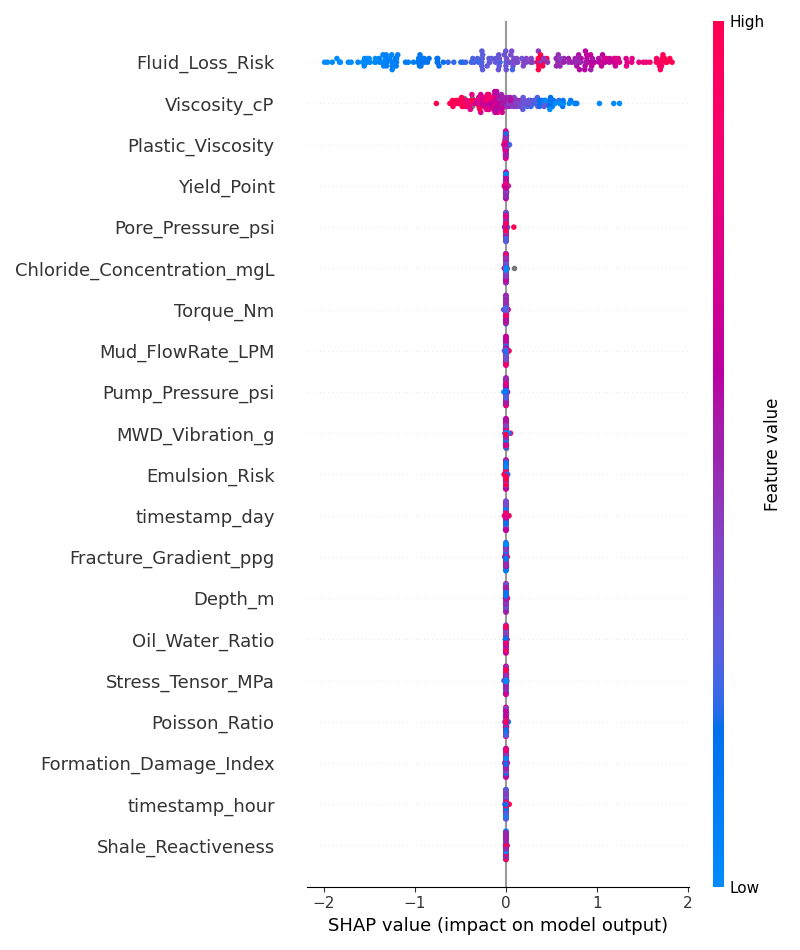 High
Fluid_Loss_Risk
Viscosity_cP
Plastic_Viscosity
Yield_Point
Pore_Pressure_psi
Chloride_Concentration_mgL
Torque_Nm
Mud_FlowRate_LPM
Pump_Pressure_psi
MWD_Vibration_g
Emulsion_Risk
timestamp_day
Fracture_Gradient_ppg
Depth_m
Oil_Water_Ratio
Stress_Tensor_MPa
Poisson_Ratio
Formation_Damage_Index
timestamp_hour
Shale_Reactiveness
Feature value
Low
−2 −1 0 1 2
SHAP value (impact on model output)